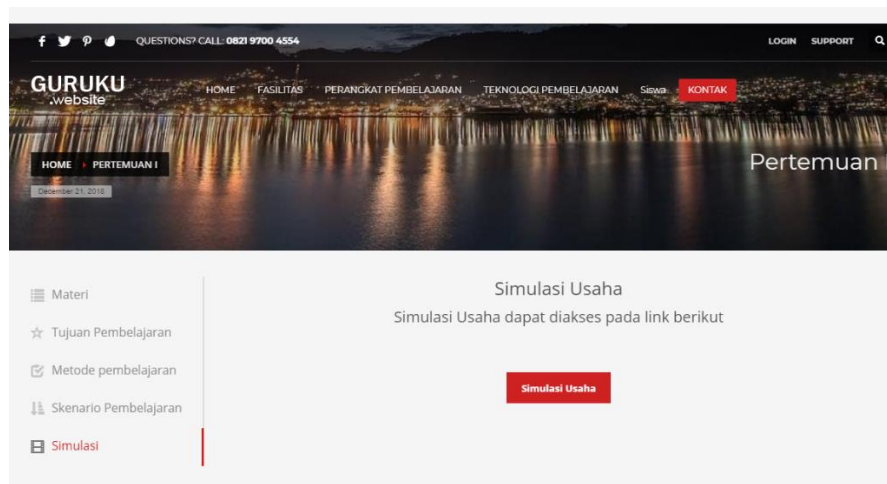 QUESTIONS? CALL: 0821 9700 4554
LOGIN SUPPORT
GURUKU
.website
HOME FASILITAS PERANGKAT PEMBELAJARAN TEKNOLOGI PEMBELAJARAN Siswa KONTAK
HOME PERTEMUAN I
Pertemuan
December 21, 2018
Materi
Tujuan Pembelajaran
Metode pembelajaran
Skenario Pembelajaran
Simulasi
Simulasi Usaha
Simulasi Usaha dapat diakses pada link berikut
Simulasi Usaha